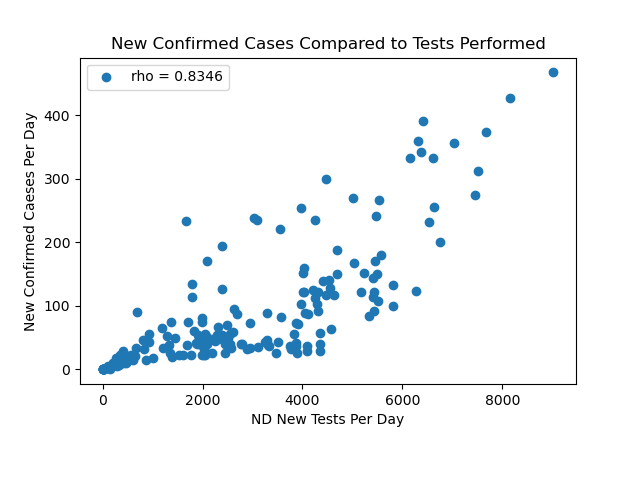 New Confirmed Cases Compared to Tests Performed
rho = 0.8346
New Confirmed Caeses Per Day
400
300
200
100
0
0 2000 4000 6000 8000
ND New Tests Per Day